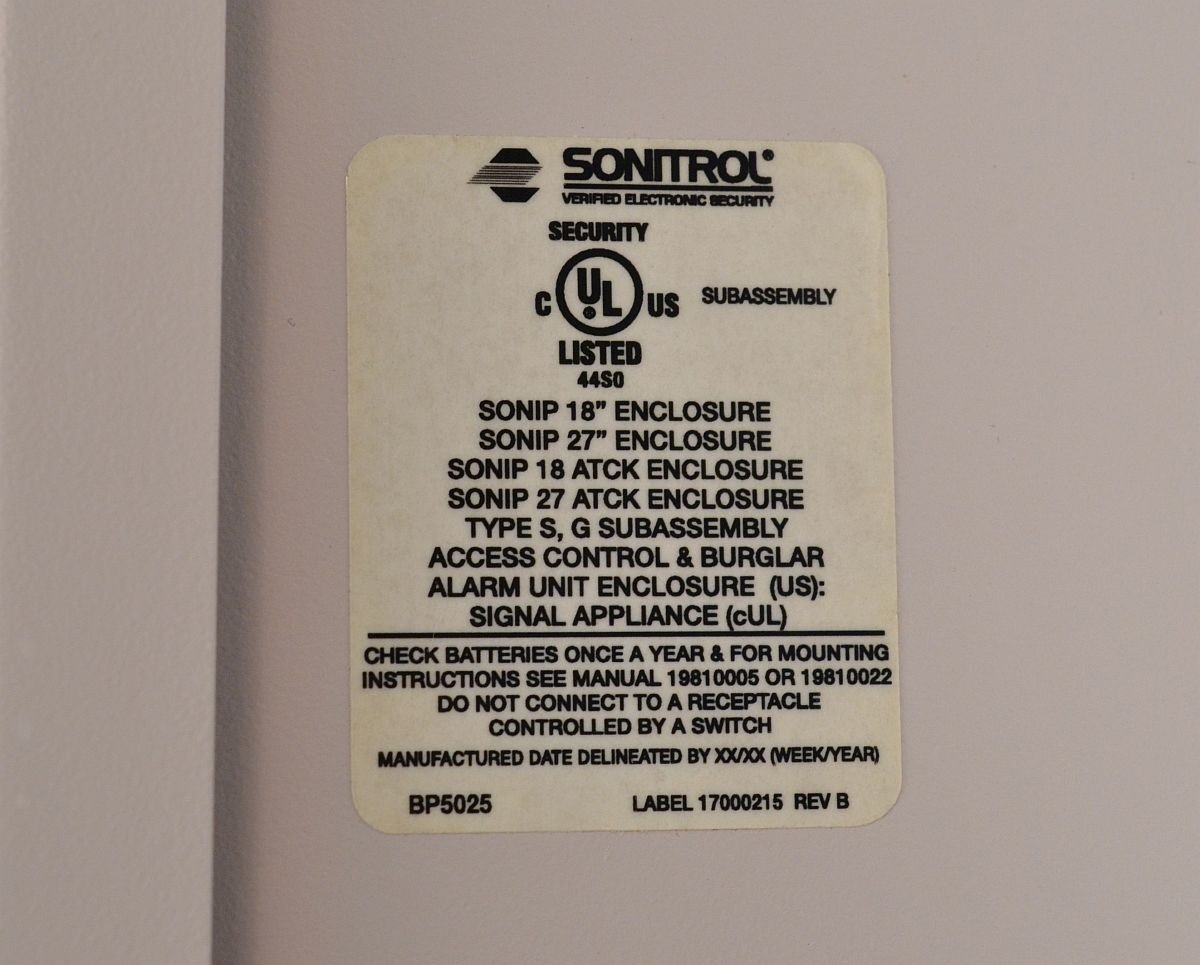 SONITROL®
VERIFIED ELECTRONIC SECURITY
SECURITY
C UL® US SUBASSEMBLY
LISTED
44S0
SONIP 18” ENCLOSURE
SONIP 27” ENCLOSURE
SONIP 18 ATCK ENCLOSURE
SONIP 27 ATCK ENCLOSURE
TYPE S, G SUBASSEMBLY
ACCESS CONTROL & BURGLAR
ALARM UNIT ENCLOSURE (US):
SIGNAL APPLIANCE (cUL)
CHECK BATTERIES ONCE A YEAR & FOR MOUNTING
INSTRUCTIONS SEE MANUAL 19810005 OR 19810022
DO NOT CONNECT TO A RECEPTACLE
CONTROLLED BY A SWITCH
MANUFACTURED DATE DELINEATED BY XX/XX (WEEK/YEAR)
BP5025 LABEL 17000215 REV B